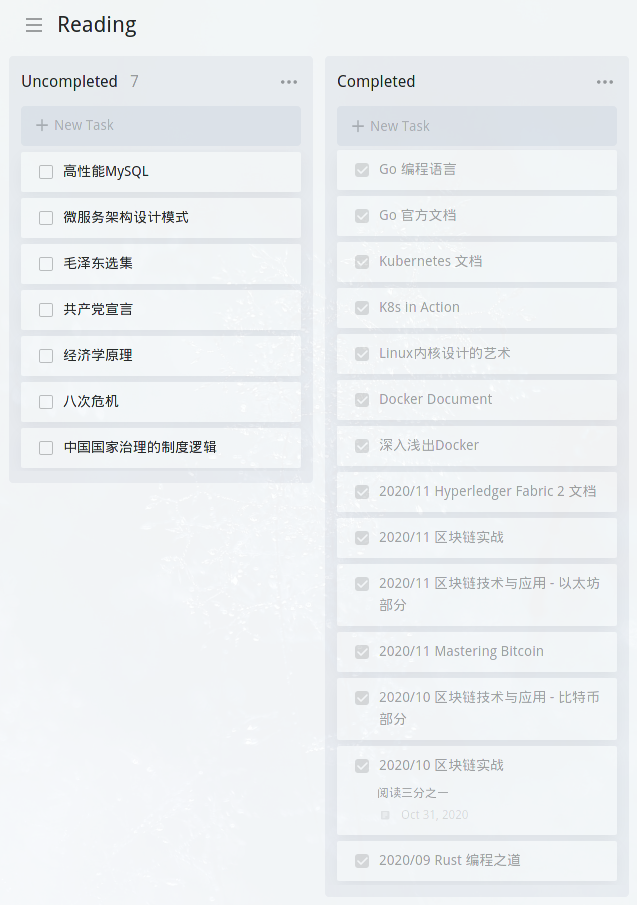 Reading
Uncompleted 7
New Task
高性能MySQL
微服务架构设计模式
毛泽东选集
共产党宣言
经济学原理
八次危机
中国国家治理的制度逻辑
Completed
New Task
Go 编程语言
Go 官方文档
Kubernetes 文档
K8s in Action
Linux内核设计的艺术
Docker Document
深入浅出Docker
2020/11 Hyperledger Fabric 2 文档
2020/11 区块链实战
2020/11 区块链技术与应用 - 以太坊
部分
2020/11 Mastering Bitcoin
2020/10 区块链技术与应用 - 比特币
部分
2020/10 区块链实战
阅读三分之一
Oct 31, 2020
2020/09 Rust 编程之道